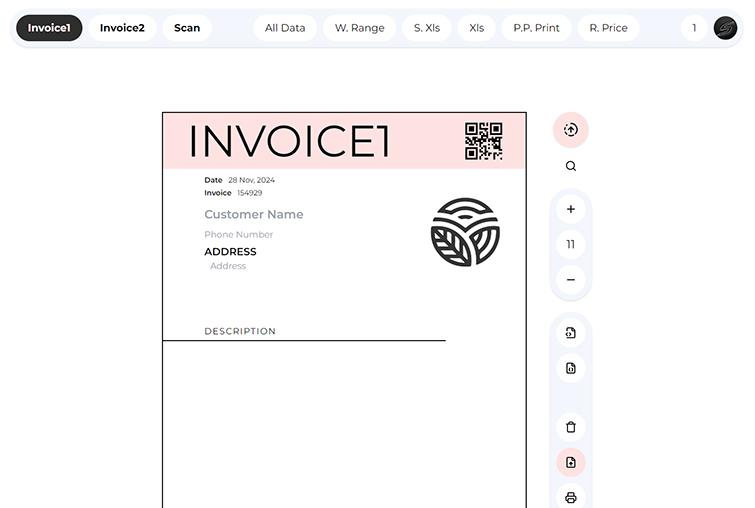 Invoice1 Invoice2 Scan All Data W. Range S. Xls Xls P.P. Print R. Price 1
INVOICE1
Date 28 Nov, 2024
Invoice 154929
Customer Name
Phone Number
ADDRESS
Address
11
DESCRIPTION